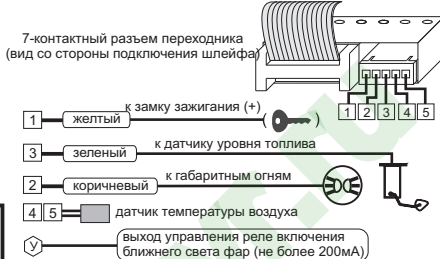 7-контактный разъем переходника
(вид со стороны подключения шлейфа)
1 2 3 4 5
к замку зажигания (+)
1 желтый ( )
к датчику уровня топлива
3 зеленый
к габаритным огням
2 коричневый
4 5 датчик температуры воздуха
У выход управления реле включения
ближнего света фар (не более 200мА)